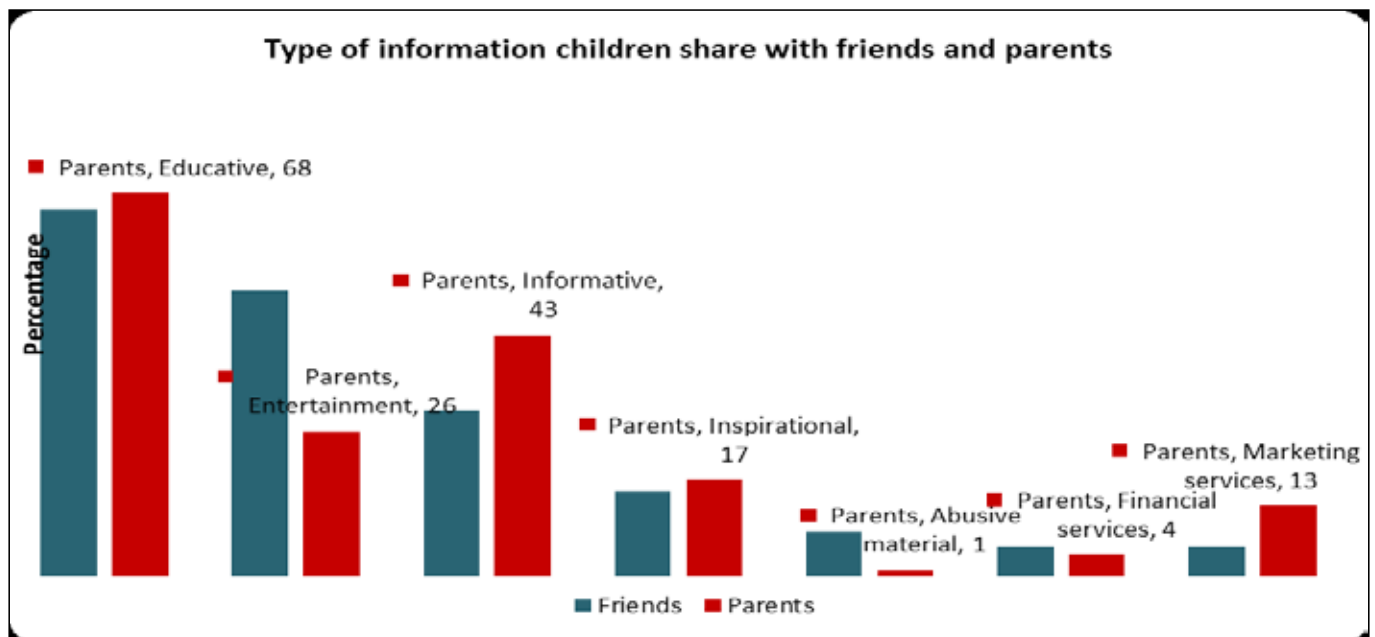 Type of information children share with friends and parents
Percentage
Parents, Educative, 68
Parents,
Entertainment, 26
Parents, Informative,
43
Parents, Inspirational,
17
Parents, Abusive
material, 1
Parents, Financial
services, 4
Parents, Marketing
services, 13
Friends Parents